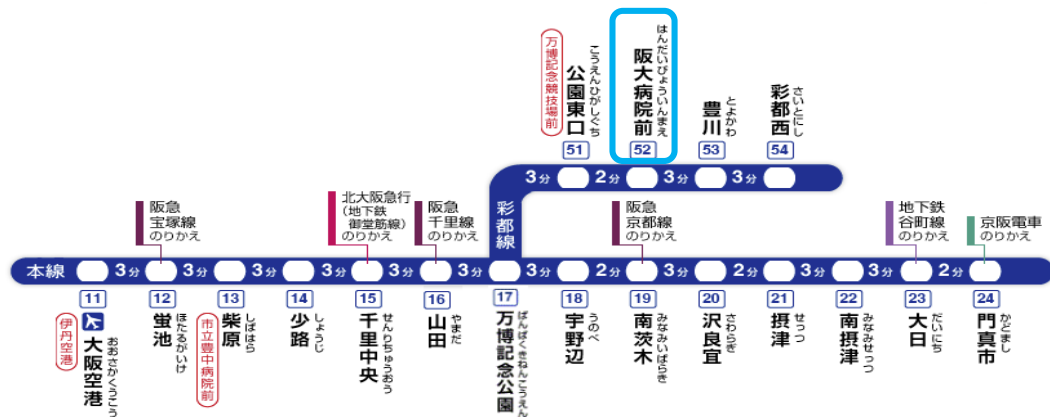 万博記念競技場前
こうえんひがしぐち
公園東口
51
はんだいびょういんまえ
阪大病院前
52
とよかわ
豊川
53
さいとにし
彩都西
54
3分
2分
3分
3分
彩都線
阪急
宝塚線
のりかえ
北大阪急行
(地下鉄
御堂筋線)
のりかえ
阪急
千里線
のりかえ
阪急
京都線
のりかえ
地下鉄
谷町線
のりかえ
京阪電車
のりかえ
本線
3分
3分
3分
3分
3分
3分
3分
2分
3分
2分
3分
3分
2分
11
伊丹空港
大阪空港
おおさかくうこう
12
蛍池
ほたるがいけ
13
市立豊中病院前
柴原
しばはら
14
少路
しょうじ
15
千里中央
せんりちゅうおう
16
山田
やまだ
17
万博記念公園
ばんぱくきねんこうえん
18
宇野辺
うのべ
19
南茨木
みなみいばらき
20
沢良宜
さわらぎ
21
摂津
せっつ
22
南摂津
みなみせっつ
23
大日
だいにち
24
門真市
かどまし